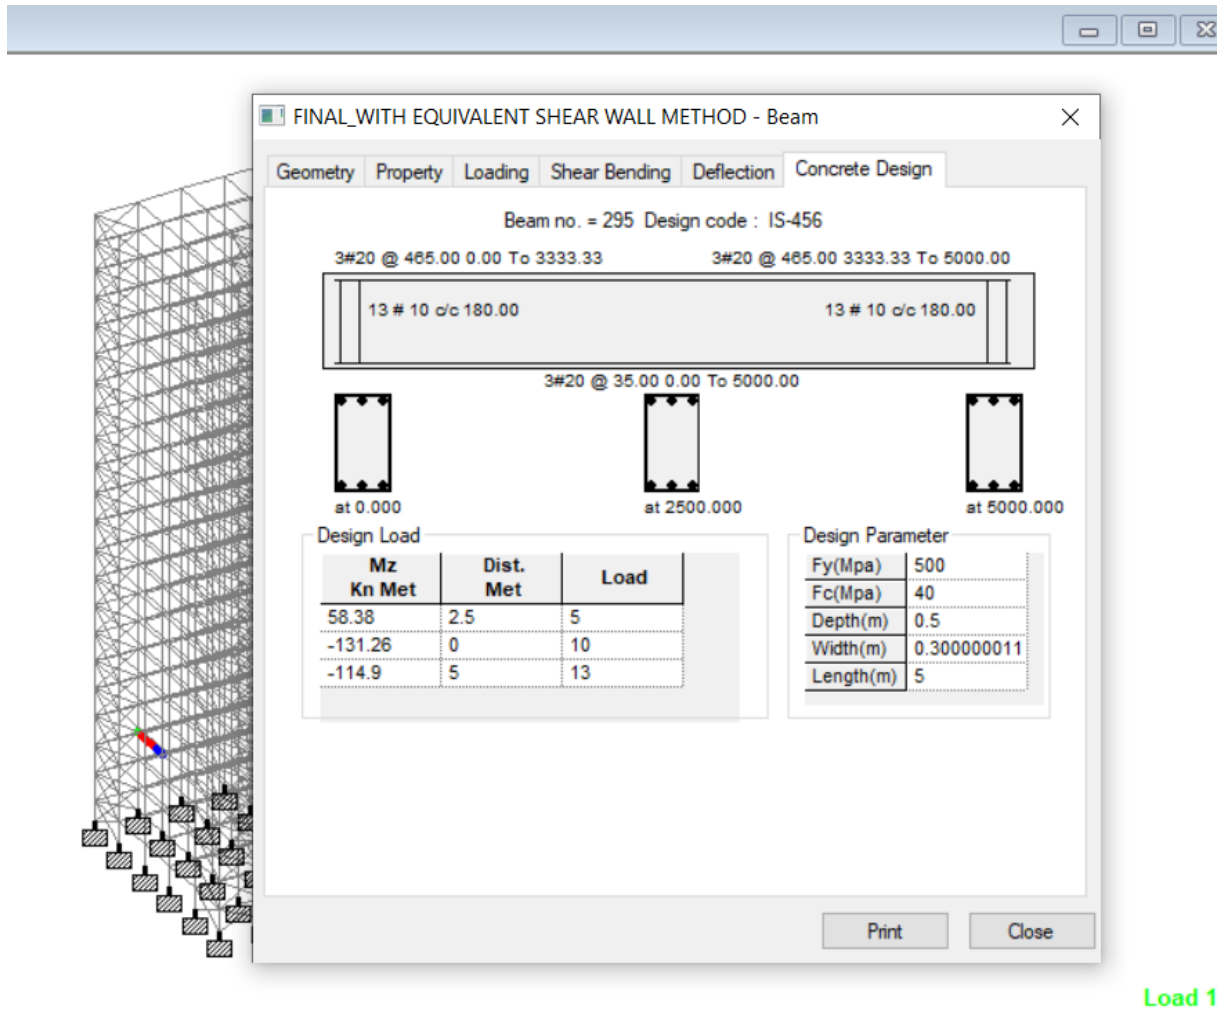 FINAL_WITH EQUIVALENT SHEAR WALL METHOD - Beam
Geometry Property Loading Shear Bending Deflection Concrete Design
Beam no. = 295 Design code : IS-456
3#20 @ 465.00 0.00 To 3333.33 3#20 @ 465.00 3333.33 To 5000.00
13 # 10 c/c 180.00 13 # 10 c/c 180.00
3#20 @ 35.00 0.00 To 5000.00
at 0.000 at 2500.000 at 5000.000
Design Load
Mz Kn Met Dist. Met Load
58.38 2.5 5
-131.26 0 10
-114.9 5 13
Design Parameter
Fy(Mpa) 500
Fc(Mpa) 40
Depth(m) 0.5
Width(m) 0.300000011
Length(m) 5
Print Close
Load 1